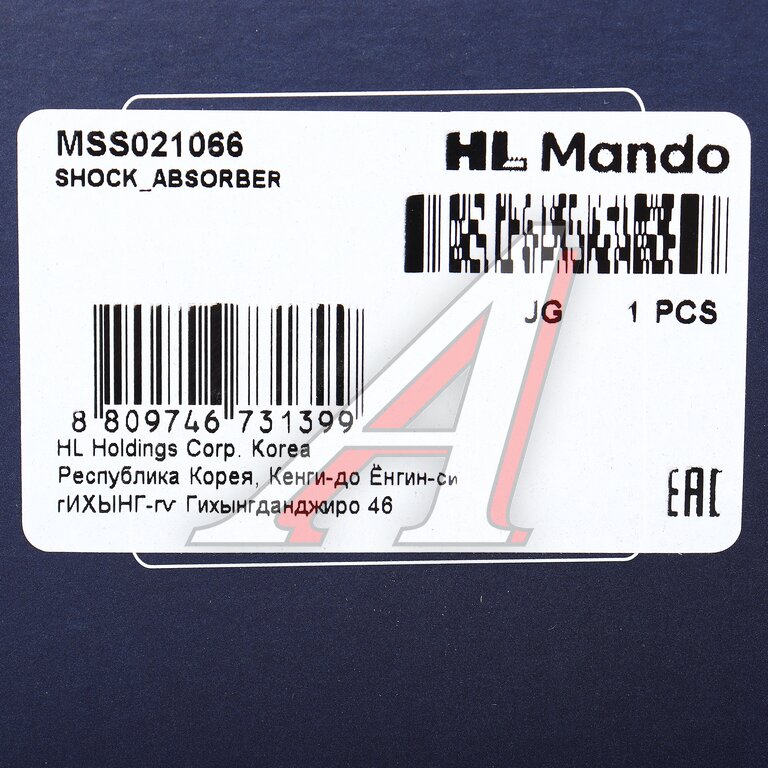 MSS021066
SHOCK_ABSORBER
HL Mando
JG 1 PCS
8 809746 731399
HL Holdings Corp. Korea
Республика Корея, Кенги-до Ёнгин-си
гИХЫНГ-гу Гихынгданджиро 46
EAC